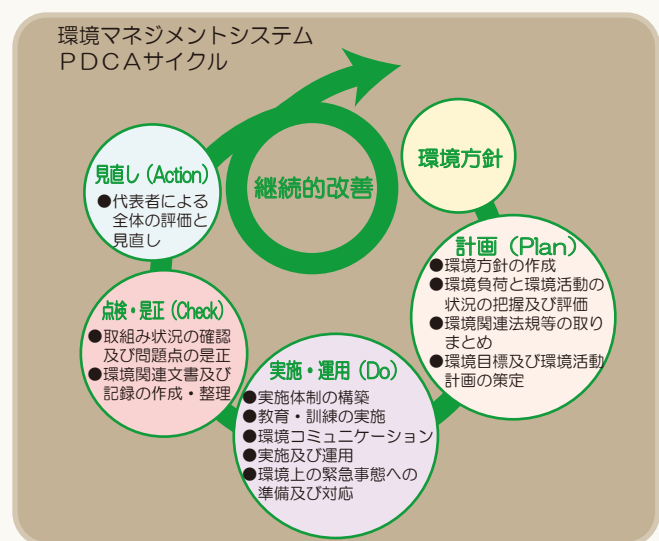 環境マネジメントシステム
PDCAサイクル
継続的改善
環境方針
計画(Plan)
●環境方針の作成
●環境負荷と環境活動の
状況の把握及び評価
●環境関連法規等の取り
まとめ
●環境目標及び環境活動
計画の策定
実施・運用(Do)
●実施体制の構築
●教育・訓練の実施
●環境コミュニケーション
●実施及び運用
●環境上の緊急事態への
準備及び対応
点検・是正(Check)
●取組み状況の確認
及び問題点の是正
●環境関連文書及び
記録の作成・整理
見直し(Action)
●代表者による
全体の評価と
見直し